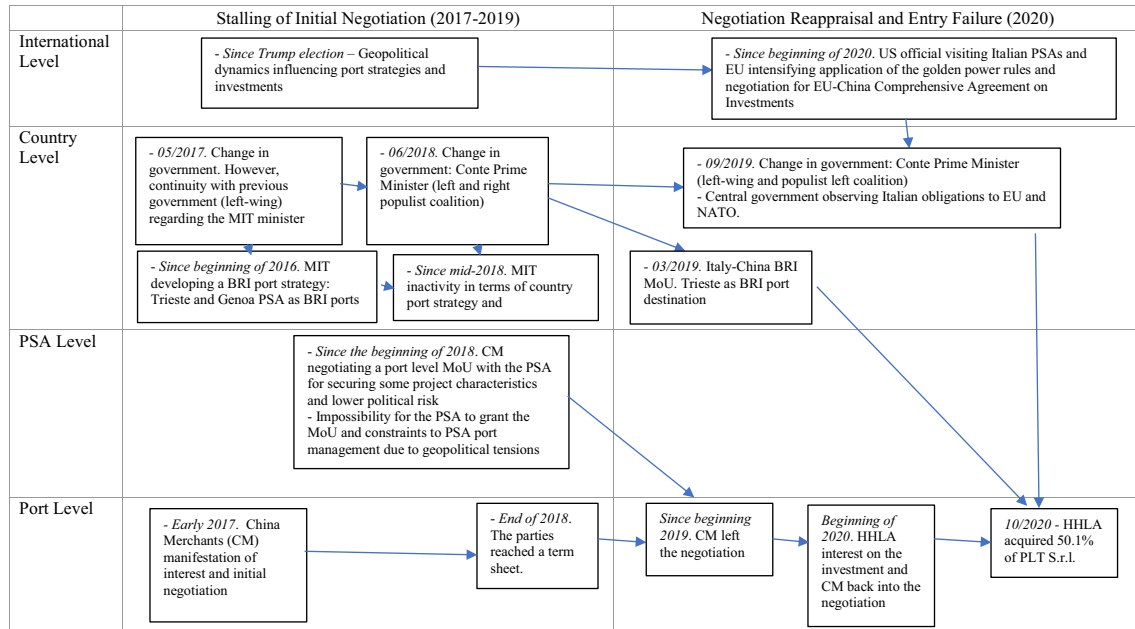 Stalling of Initial Negotiation (2017-2019)
Negotiation Reappraisal and Entry Failure (2020)
International
Level
- Since Trump election – Geopolitical
dynamics influencing port strategies and
investments
- Since beginning of 2020. US official visiting Italian PSAs and
EU intensifying application of the golden power rules and
negotiation for EU-China Comprehensive Agreement on
Investments
Country
Level
- 05/2017. Change in
government. However,
continuity with previous
government (left-wing)
regarding the MIT minister
- 06/2018. Change in
government: Conte Prime
Minister (left and right
populist coalition)
- 09/2019. Change in government: Conte Prime Minister
(left-wing and populist left coalition)
- Central government observing Italian obligations to EU and
NATO.
- Since beginning of 2016. MIT
developing a BRI port strategy:
Trieste and Genoa PSA as BRI ports
- Since mid-2018. MIT
inactivity in terms of country
port strategy and
- 03/2019. Italy-China BRI
MoU. Trieste as BRI port
destination
PSA Level
- Since the beginning of 2018. CM
negotiating a port level MoU with the PSA
for securing some project characteristics
and lower political risk
- Impossibility for the PSA to grant the
MoU and constraints to PSA port
management due to geopolitical tensions
Port Level
- Early 2017. China
Merchants (CM)
manifestation of
interest and initial
negotiation
- End of 2018.
The parties
reached a term
sheet.
Since beginning
2019. CM left
the negotiation
Beginning of
2020. HHLA
interest on the
investment and
CM back into the
negotiation
10/2020 - HHLA
acquired 50.1%
of PLT S.r.l.